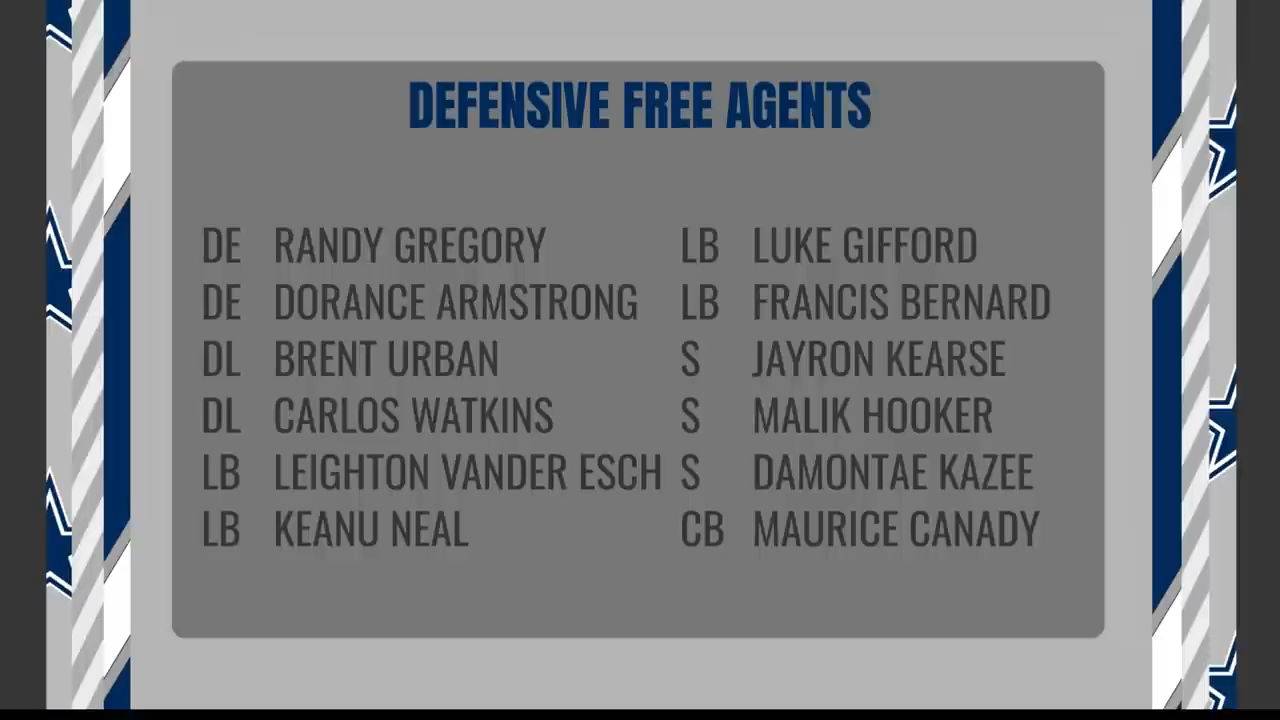 DEFENSIVE FREE AGENTS
DE RANDY GREGORY
DE DORANCE ARMSTRONG
DL BRENT URBAN
DL CARLOS WATKINS
LB LEIGHTON VANDER ESCH
LB KEANU NEAL
LB LUKE GIFFORD
LB FRANCIS BERNARD
S JAYRON KEARSE
S MALIK HOOKER
S DAMONTAE KAZEE
CB MAURICE CANADY